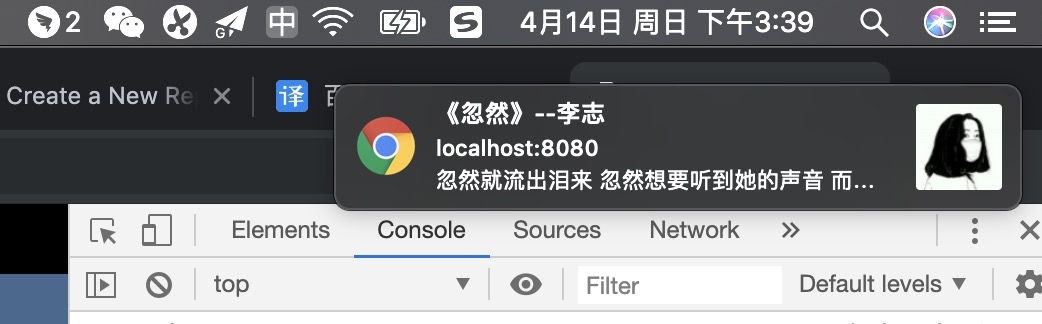 2 G 中 S 4月14日 周日 下午3:39
Create a New Re
译
《忽然》--李志
localhost:8080
忽然就流出泪来 忽然想要听到她的声音 而...
Elements Console Sources Network »
top Filter Default levels